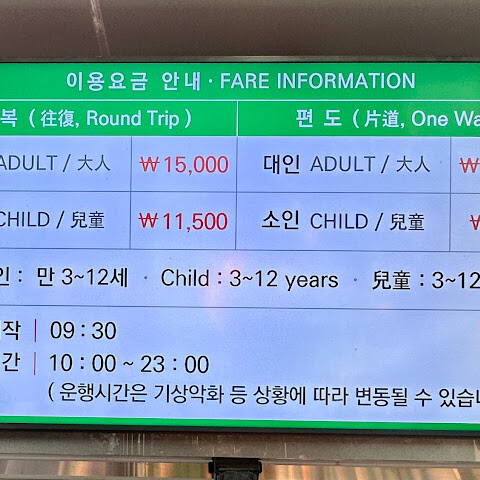 이용요금 안내 · FARE INFORMATION
복 ( 往復, Round Trip ) 편 도 ( 片道, One Wa
ADULT / 大人 ₩15,000 대인 ADULT / 大人 ₩
CHILD / 兒童 ₩11,500 소인 CHILD / 兒童 ₩
인 : 만 3~12세 · Child : 3~12 years · 兒童 : 3~12
작 | 09 : 30
간 | 10 : 00 ~ 23 : 00
( 운행시간은 기상악화 등 상황에 따라 변동될 수 있습니